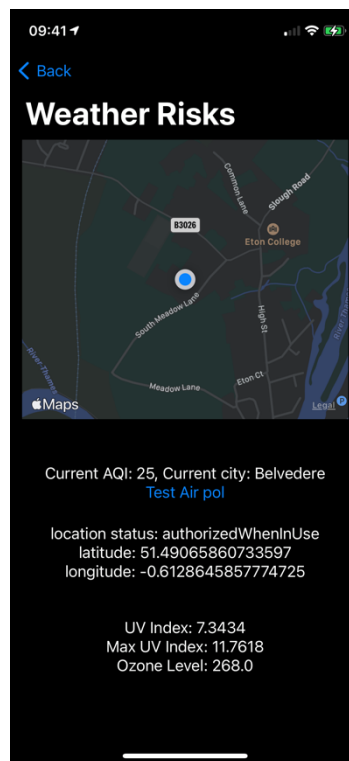 09:41
Back
Weather Risks
Common Lane
Slough Road
B3026
Eton College
South Meadow Lane
High St
River Thames
Meadow Lane
Eton Ct
River
Maps
Legal
P
Current AQI: 25, Current city: Belvedere
Test Air pol
location status: authorizedWhenInUse
latitude: 51.49065860733597
longitude: -0.6128645857774725
UV Index: 7.3434
Max UV Index: 11.7618
Ozone Level: 268.0